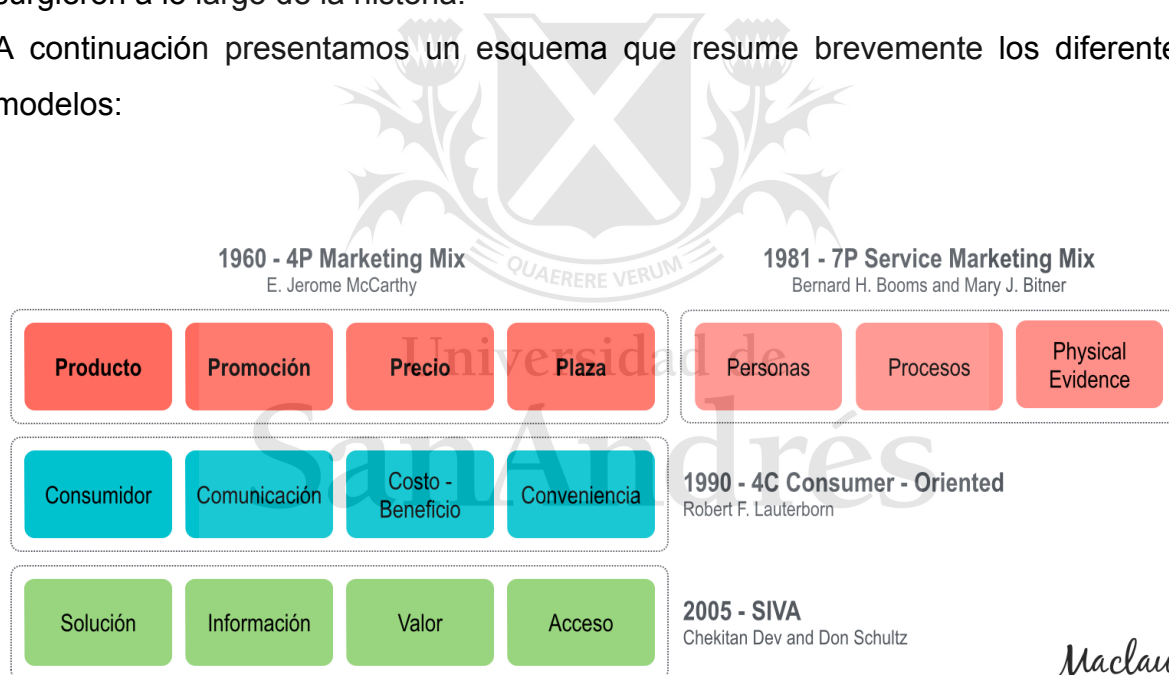 surgieron a lo largo de la historia.
A continuación presentamos un esquema que resume brevemente los diferente
modelos:
QUAERERE VERUM
Universidad de
SanAndrés
1960 - 4P Marketing Mix
E. Jerome McCarthy
1981 - 7P Service Marketing Mix
Bernard H. Booms and Mary J. Bitner
Producto
Promoción
Precio
Plaza
Personas
Procesos
Physical
Evidence
Consumidor
Comunicación
Costo -
Beneficio
Conveniencia
1990 - 4C Consumer - Oriented
Robert F. Lauterborn
Solución
Información
Valor
Acceso
2005 - SIVA
Chekitan Dev and Don Schultz
Maclau